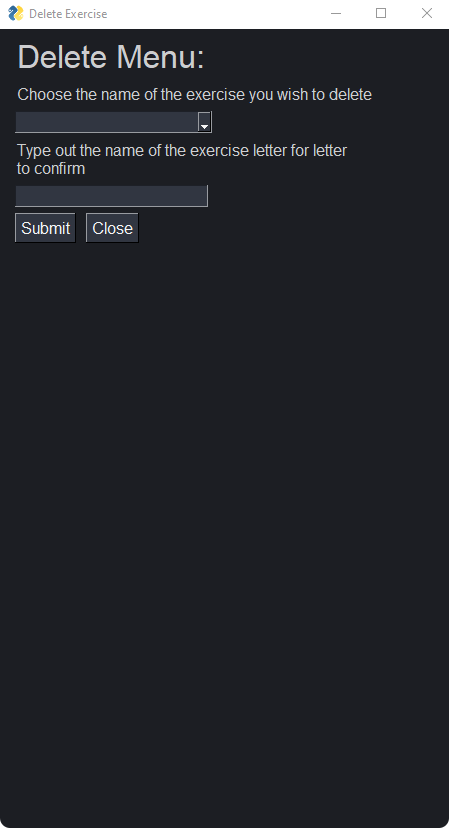 Delete Exercise
Delete Menu:
Choose the name of the exercise you wish to delete
Type out the name of the exercise letter for letter
to confirm
Submit Close